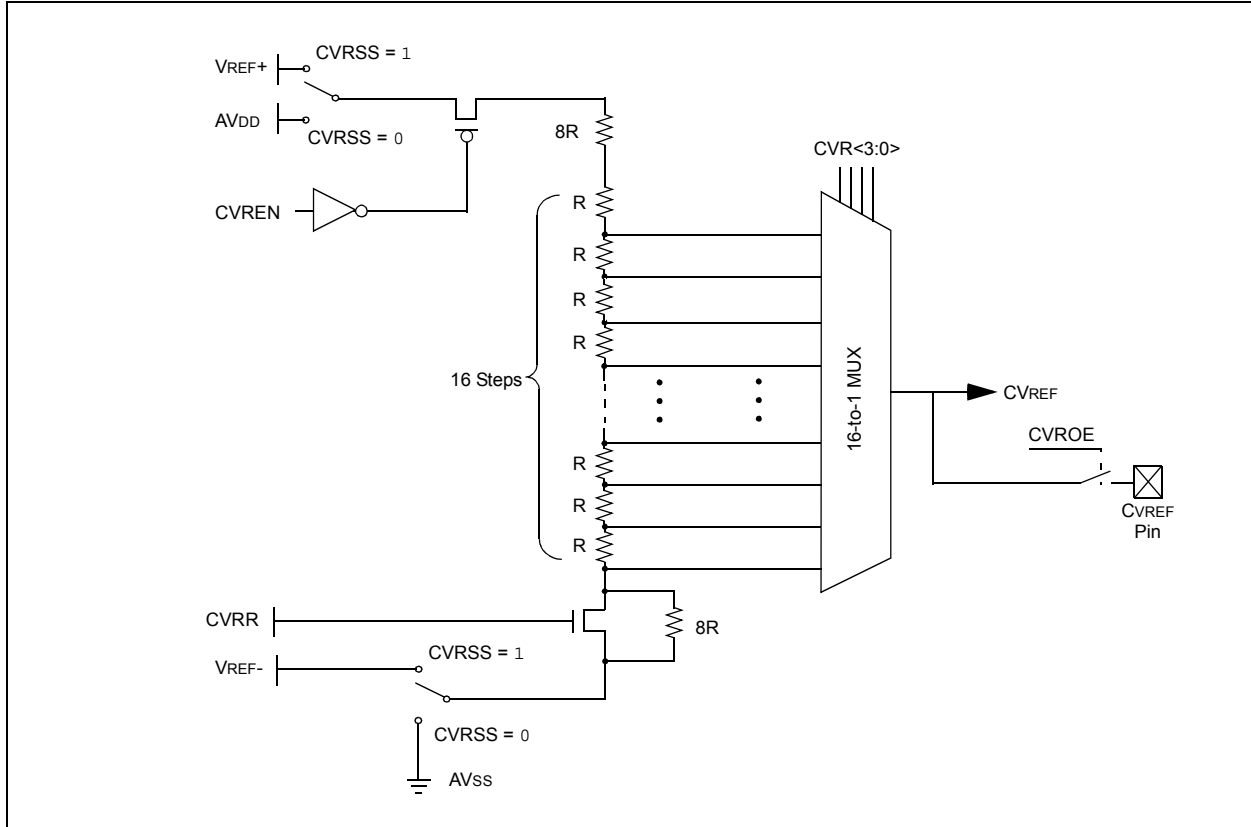 CVRSS = 1
VREF+
AVDD
CVRSS = 0
8R
CVREN
CVR<3:0>
R
R
R
R
16 Steps
16-to-1 MUX
CVREF
CVROE
R
R
R
CVREF
Pin
CVRR
8R
VREF-
CVRSS = 1
CVRSS = 0
AVSS